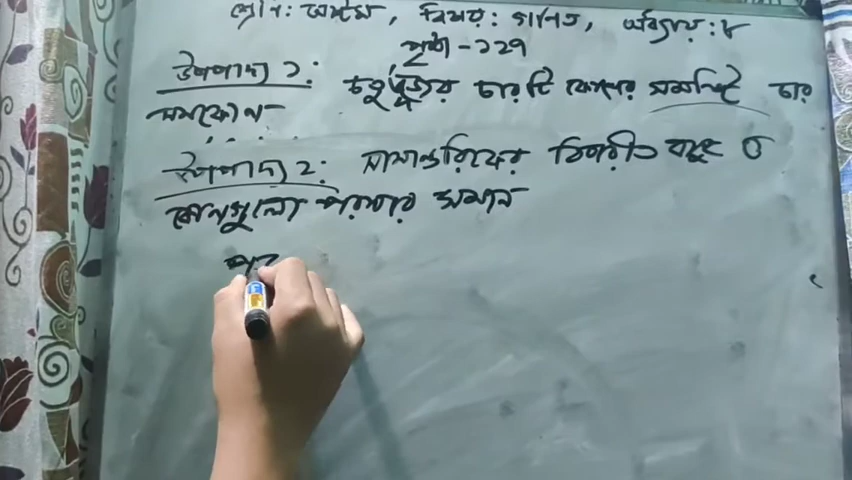 শ্রেণি: অষ্টম, বিষয়: গণিত, অধ্যায়: ৮
পৃষ্ঠা - ১২৭
উপপাদ্য ১: চতুর্ভুজের চারটি কোণের সমষ্টি চার
সমকোণ
উপপাদ্য ২: সামান্তরিকের বিপরীত বাহু ও
কোণগুলো পরস্পর সমান